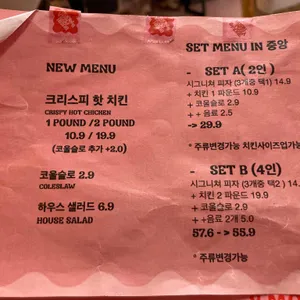 NEW MENU
크리스피 핫 치킨
CRISPY HOT CHICKEN
1 POUND /2 POUND
10.9 / 19.9
(코울슬로 추가 +2.0)
코울슬로 2.9
COLESLAW
하우스 샐러드 6.9
HOUSE SALAD
SET MENU IN 중앙
- SET A( 2인 )
시그니쳐 피자 (3개중 택1) 14.9
+ 치킨 1 파운드 10.9
+ 코울슬로 2.9
+ 음료 2.5
-> 29.9
* 주류변경가능 치킨사이즈업가능
- SET B (4인)
시그니쳐 피자 (3개중 택2 ) 14.9
+ 치킨 2 파운드 19.9
+ 코울슬로 2.9
+ +음료 2개 5.0
57.6 -> 55.9
* 주류변경가능